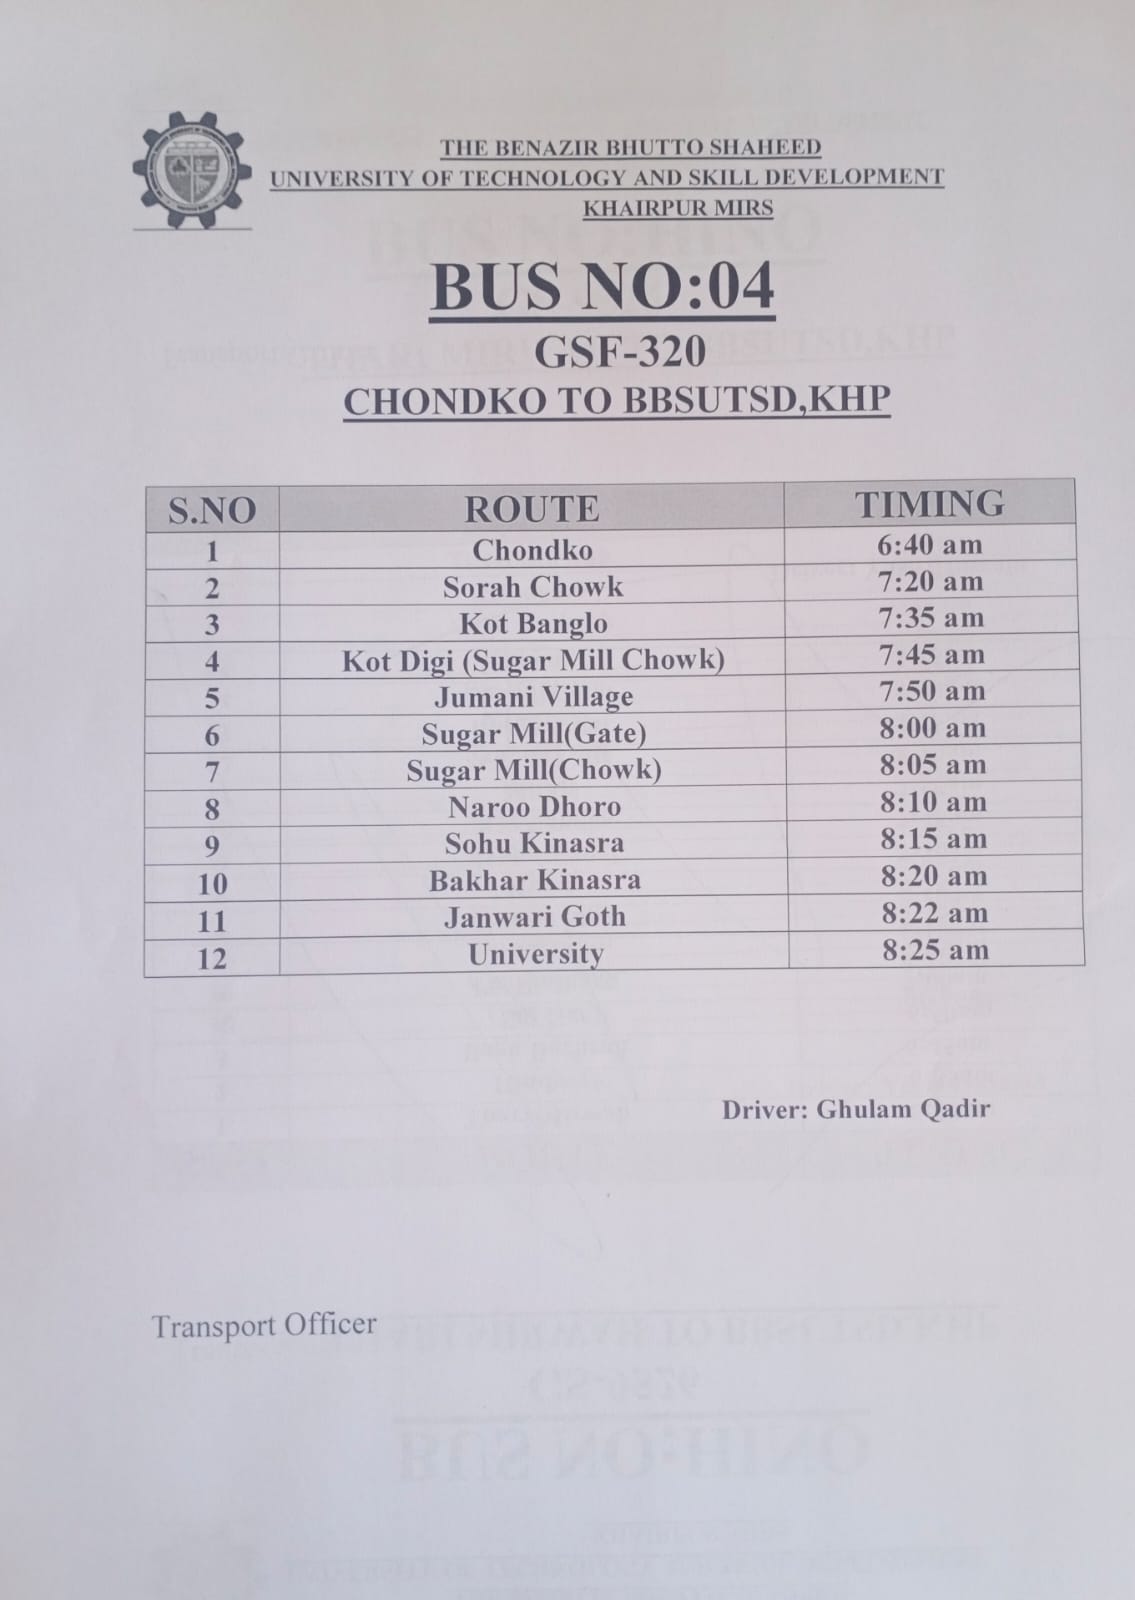 THE BENAZIR BHUTTO SHAHEED
UNIVERSITY OF TECHNOLOGY AND SKILL DEVELOPMENT
KHAIRPUR MIRS
BUS NO:04
GSF-320
CHONDKO TO BBSUTSD,KHP
S.NO ROUTE TIMING
1 Chondko 6:40 am
2 Sorah Chowk 7:20 am
3 Kot Banglo 7:35 am
4 Kot Digi (Sugar Mill Chowk) 7:45 am
5 Jumani Village 7:50 am
6 Sugar Mill(Gate) 8:00 am
7 Sugar Mill(Chowk) 8:05 am
8 Naroo Dhoro 8:10 am
9 Sohu Kinasra 8:15 am
10 Bakhar Kinasra 8:20 am
11 Janwari Goth 8:22 am
12 University 8:25 am
Driver: Ghulam Qadir
Transport Officer